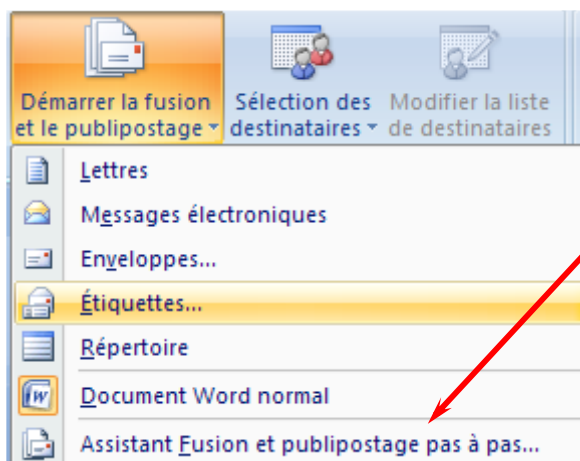 Démarrer la fusion
et le publipostage
Sélection des
destinataires
Modifier la liste
de destinataires
Lettres
Messages électroniques
Enveloppes...
Étiquettes...
Répertoire
Document Word normal
Assistant Fusion et publipostage pas à pas...